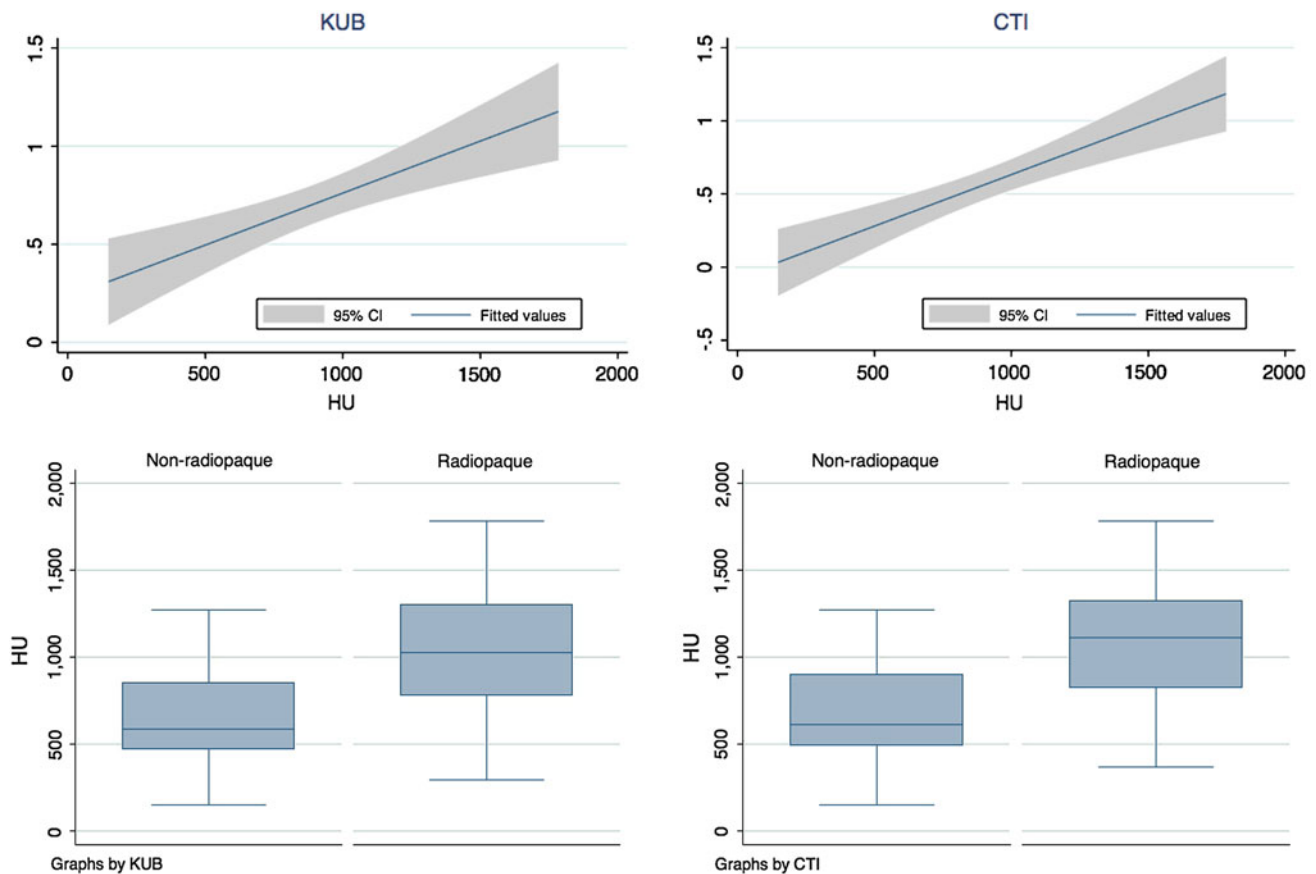 KUB
1.5
1
.5
0
95% CI
Fitted values
0 500 1000 1500 2000
HU
CTI
1.5
1
.5
0
-.5
95% CI
Fitted values
0 500 1000 1500 2000
HU
Non-radiopaque
Radiopaque
2,000
1,500
1,000
500
0
HU
Graphs by KUB
Non-radiopaque
Radiopaque
2,000
1,500
1,000
500
0
HU
Graphs by CTI